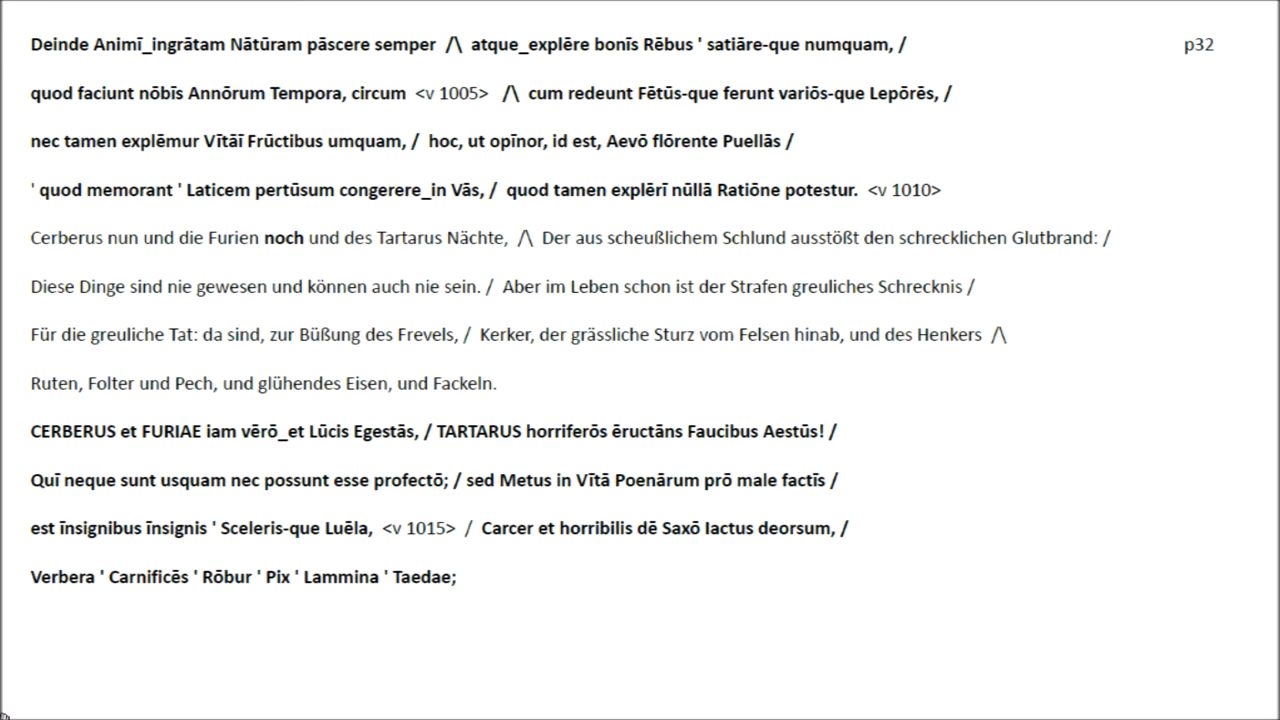 Deinde Animī_ingrātam Nātūram pāscere semper /\ atque_explēre bonīs Rēbus ' satiāre-que numquam, / p32
quod faciunt nōbīs Annōrum Tempora, circum <v 1005> /\ cum redeunt Fētūs-que ferunt variōs-que Lepōrēs, /
nec tamen explēmur Vītāī Frūctibus umquam, / hoc, ut opīnor, id est, Aevō flōrente Puellās /
' quod memorant ' Laticem pertūsum congerere_in Vās, / quod tamen explērī nūllā Ratiōne potestur. <v 1010>
Cerberus nun und die Furien noch und des Tartarus Nächte, /\ Der aus scheußlichem Schlund ausstößt den schrecklichen Glutbrand: /
Diese Dinge sind nie gewesen und können auch nie sein. / Aber im Leben schon ist der Strafen greuliches Schrecknis /
Für die greuliche Tat: da sind, zur Büßung des Frevels, / Kerker, der grässliche Sturz vom Felsen hinab, und des Henkers /\
Ruten, Folter und Pech, und glühendes Eisen, und Fackeln.
CERBERUS et FURIAE iam vērō_et Lūcis Egestās, / TARTARUS horriferōs ēructāns Faucibus Aestūs! /
Quī neque sunt usquam nec possunt esse profectō; / sed Metus in Vītā Poenārum prō male factīs /
est īnsignibus īnsignis ' Sceleris-que Luēla, <v 1015> / Carcer et horribilis dē Saxō Iactus deorsum, /
Verbera ' Carnificēs ' Rōbur ' Pix ' Lammina ' Taedae;